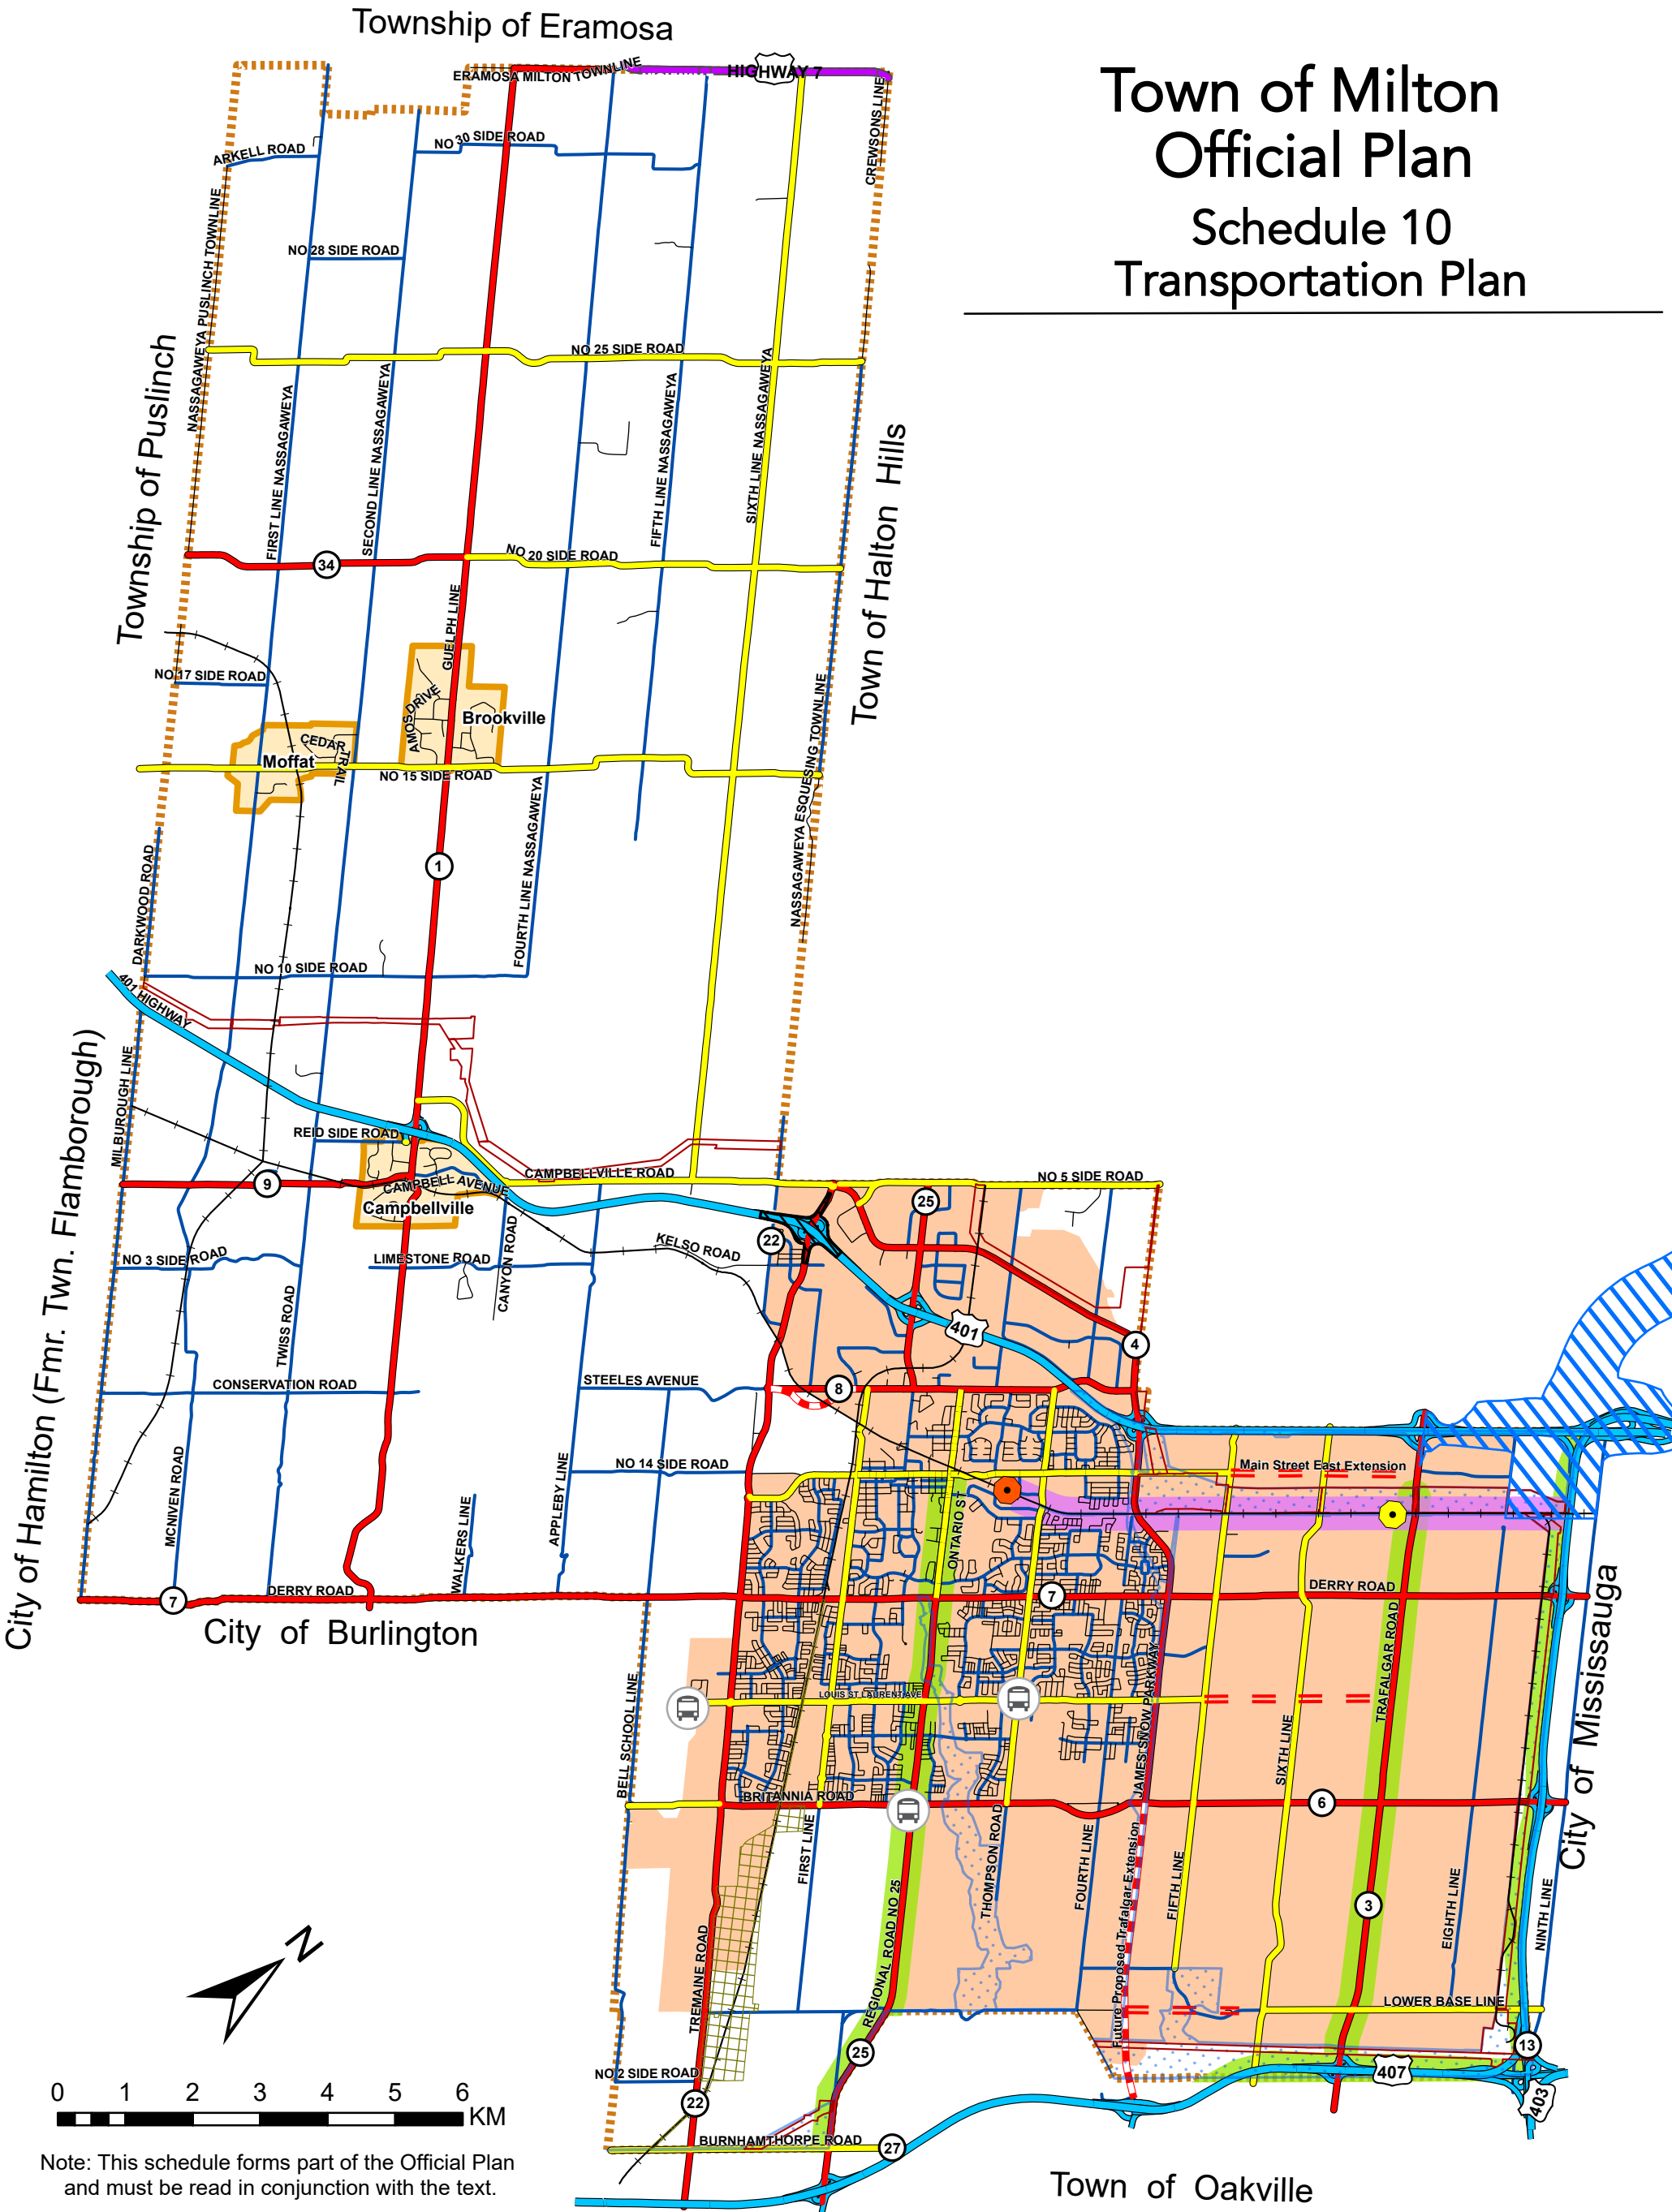 Township of Eramosa
Town of Milton
Official Plan
Schedule 10
Transportation Plan
ERAMOSA MILTON TOWNLINE
HIGHWAY 7
CREWSONS LINE
ARKELL ROAD
NO 30 SIDE ROAD
NASSAGAWEYA PUSLINCH TOWNLINE
NO 28 SIDE ROAD
NO 25 SIDE ROAD
Township of Puslinch
FIRST LINE NASSAGAWEYA
SECOND LINE NASSAGAWEYA
FIFTH LINE NASSAGAWEYA
SIXTH LINE NASSAGAWEYA
Town of Halton Hills
34
NO 20 SIDE ROAD
GUELPH LINE
NO 17 SIDE ROAD
AMOS DRIVE
Brookville
CEDAR TRAIL
Moffat
NO 15 SIDE ROAD
NASSAGAWEYA ESQUESING TOWNLINE
1
FOURTH LINE NASSAGAWEYA
DARKWOOD ROAD
NO 10 SIDE ROAD
401 HIGHWAY
City of Hamilton (Fmr. Twn. Flamborough)
MILBOROUGH LINE
REID SIDE ROAD
9
CAMPBELL AVENUE
CAMPBELLVILLE ROAD
NO 5 SIDE ROAD
Campbellville
25
22
NO 3 SIDE ROAD
LIMESTONE ROAD
CANYON ROAD
KELSO ROAD
TWISS ROAD
401
4
CONSERVATION ROAD
STEELES AVENUE
8
MCNIVEN ROAD
WALKERS LINE
APPLEBY LINE
NO 14 SIDE ROAD
Main Street East Extension
ONTARIO ST
7
DERRY ROAD
7
DERRY ROAD
City of Burlington
City of Mississauga
BELL SCHOOL LINE
LOUIS ST LAURENT AVE
JAMES SNOW PARKWAY
TRAFALGAR ROAD
SIXTH LINE
BRITANNIA ROAD
6
FIRST LINE
THOMPSON ROAD
FOURTH LINE
Future Proposed Trafalgar Extension
FIFTH LINE
3
EIGHTH LINE
NINTH LINE
TREMAINE ROAD
REGIONAL ROAD NO 25
LOWER BASE LINE
N
25
13
NO 2 SIDE ROAD
407
22
403
0 1 2 3 4 5 6
KM
BURNHAMTHORPE ROAD
27
Note: This schedule forms part of the Official Plan
and must be read in conjunction with the text.
Town of Oakville